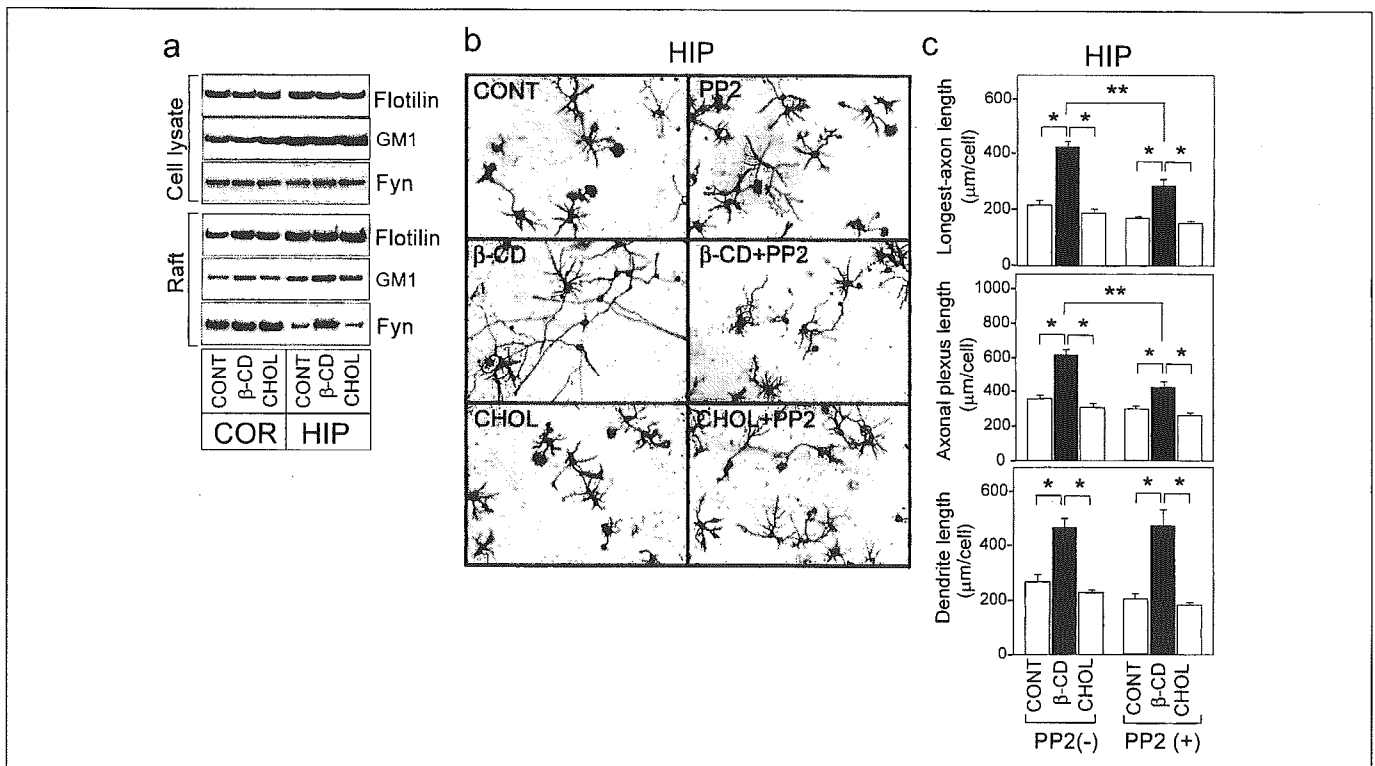 a
Cell lysate
Flotilin
GM1
Fyn
Raft
Flotilin
GM1
Fyn
CONT
β-CD
CHOL
CONT
β-CD
CHOL
COR
HIP
b
HIP
CONT
PP2
β-CD
β-CD+PP2
CHOL
CHOL+PP2
c
HIP
Longest-axon length
(μm/cell)
600
400
200
0
**
* *
* *
Axonal plexus length
(μm/cell)
1000
800
600
400
200
0
**
* *
* *
Dendrite length
(μm/cell)
600
400
200
0
* *
* *
CONT
β-CD
CHOL
CONT
β-CD
CHOL
PP2(-)
PP2 (+)